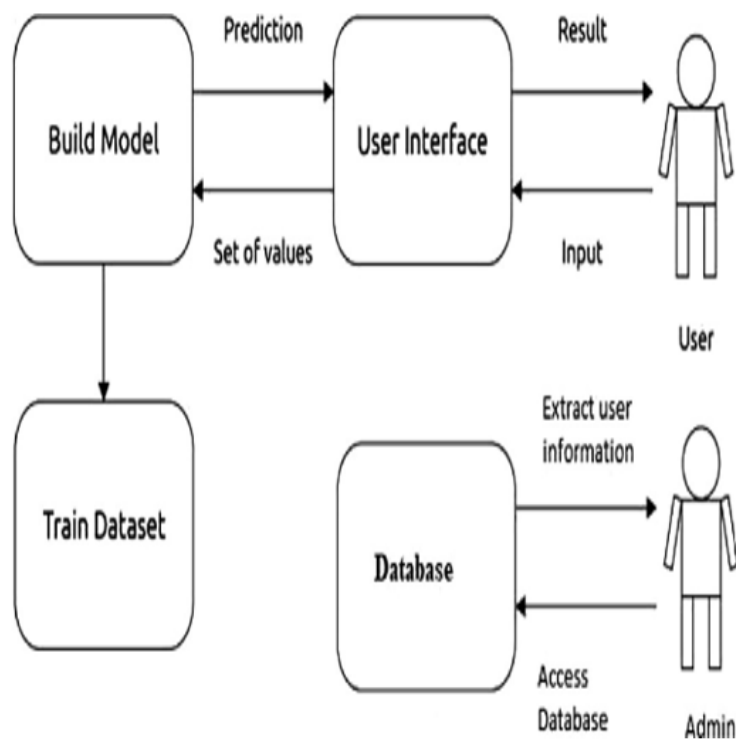 Prediction
Result
Build Model
User Interface
Set of values
Input
User
Extract user
information
Train Dataset
Database
Access
Database
Admin